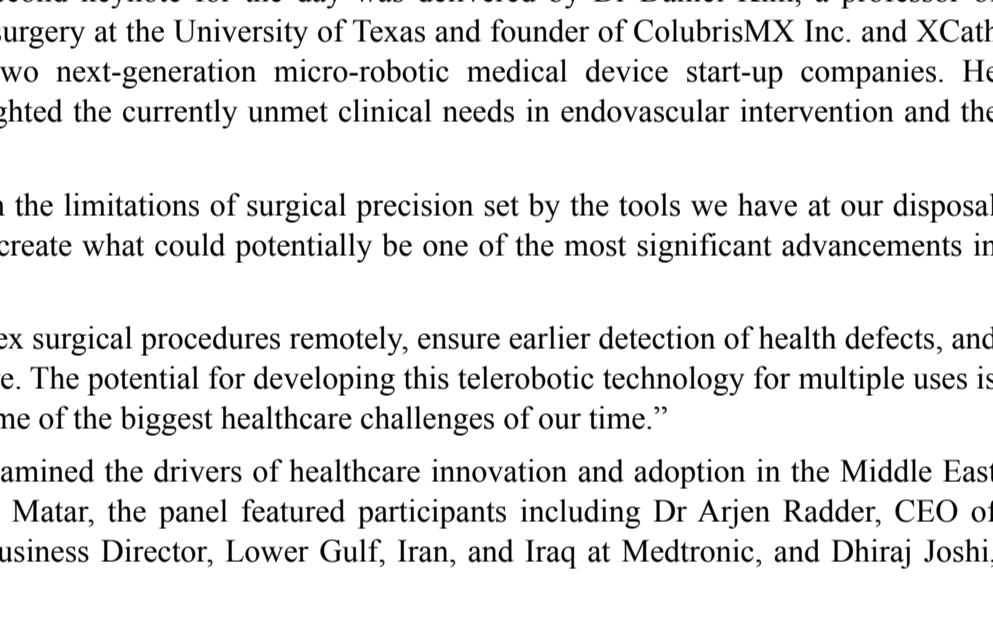 surgery at the University of Texas and founder of ColubrisMX Inc. and XCath
wo next-generation micro-robotic medical device start-up companies. He
ghted the currently unmet clinical needs in endovascular intervention and the
the limitations of surgical precision set by the tools we have at our disposal
create what could potentially be one of the most significant advancements in
ex surgical procedures remotely, ensure earlier detection of health defects, and
e. The potential for developing this telerobotic technology for multiple uses is
me of the biggest healthcare challenges of our time.”
amined the drivers of healthcare innovation and adoption in the Middle East
Matar, the panel featured participants including Dr Arjen Radder, CEO of
usiness Director, Lower Gulf, Iran, and Iraq at Medtronic, and Dhiraj Joshi,